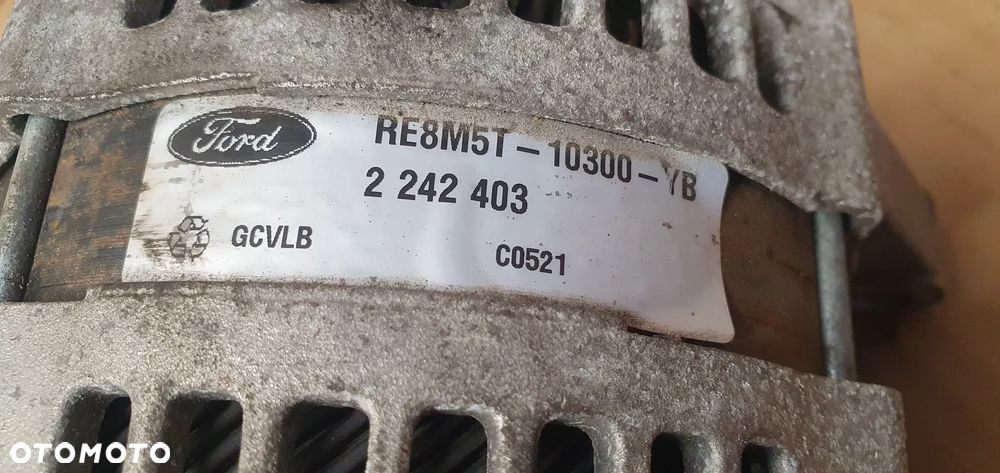 Ford
RE8M5T-10300-YB
2 242 403
GCVLB
C0521
OTOMOTO